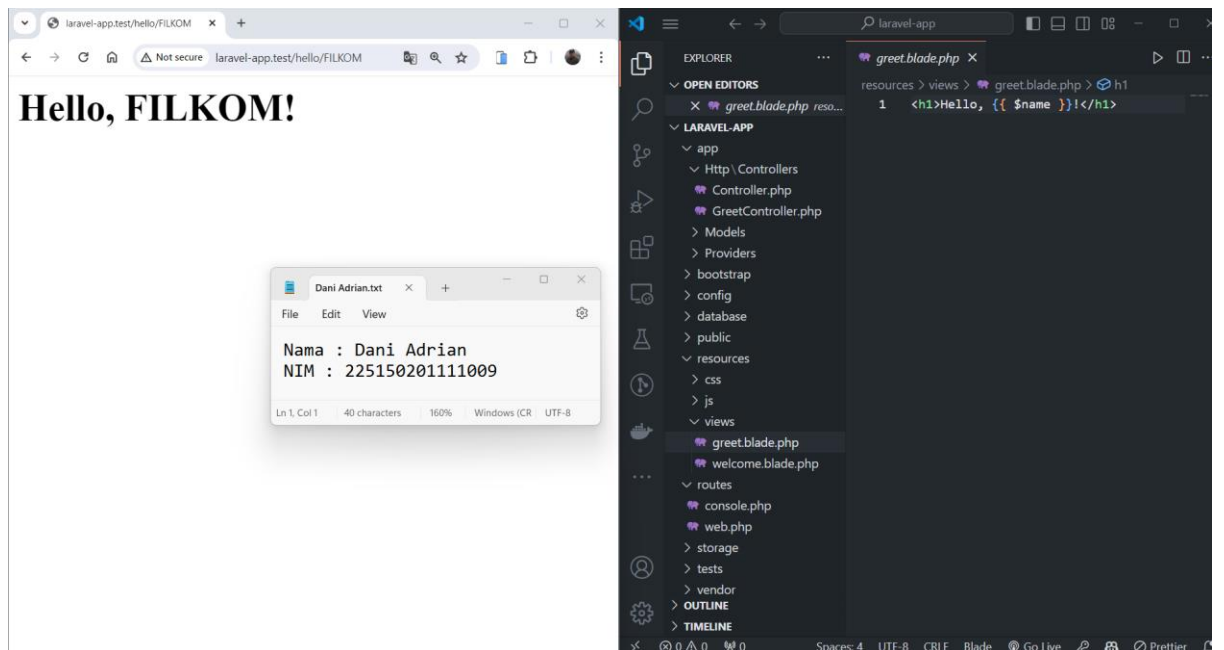 laravel-app.test/hello/FILKOM
Not secure laravel-app.test/hello/FILKOM
Hello, FILKOM!
Dani Adrian.txt
File Edit View
Nama : Dani Adrian
NIM : 225150201111009
Ln 1, Col 1 40 characters 160% Windows (CR UTF-8
laravel-app
EXPLORER
OPEN EDITORS
greet.blade.php reso...
LARAVEL-APP
app
Http\Controllers
Controller.php
GreetController.php
Models
Providers
bootstrap
config
database
public
resources
css
js
views
greet.blade.php
welcome.blade.php
routes
console.php
web.php
storage
tests
vendor
OUTLINE
TIMELINE
greet.blade.php
resources > views > greet.blade.php > h1
1 <h1>Hello, {{ $name }}!</h1>
0 0 0 Spaces: 4 UTF-8 CRLF Blade Go Live Prettier